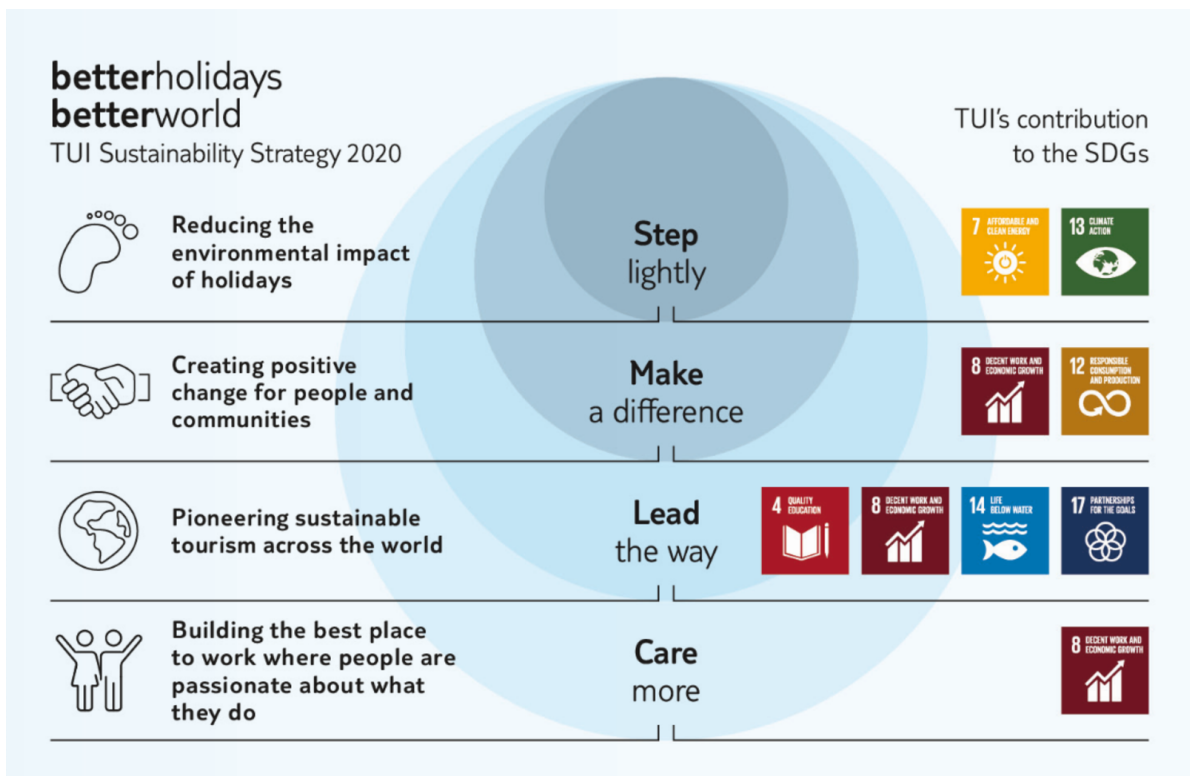 betterholidays
betterworld
TUI Sustainability Strategy 2020
TUI's contribution
to the SDGs
Reducing the
environmental impact
of holidays
Step
lightly
7 AFFORDABLE AND
CLEAN ENERGY
13 CLIMATE
ACTION
Creating positive
change for people and
communities
Make
a difference
8 DECENT WORK AND
ECONOMIC GROWTH
12 RESPONSIBLE
CONSUMPTION
AND PRODUCTION
Pioneering sustainable
tourism across the world
Lead
the way
4 QUALITY
EDUCATION
8 DECENT WORK AND
ECONOMIC GROWTH
14 LIFE
BELOW WATER
17 PARTNERSHIPS
FOR THE GOALS
Building the best place
to work where people are
passionate about what
they do
Care
more
8 DECENT WORK AND
ECONOMIC GROWTH